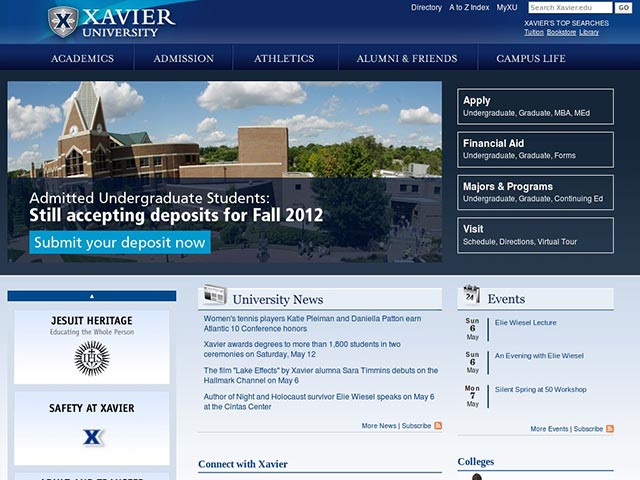 XAVIER
UNIVERSITY
Directory A to Z Index MyXU
Search Xavier.edu GO
XAVIER'S TOP SEARCHES
Tuition Bookstore Library
ACADEMICS ADMISSION ATHLETICS ALUMNI & FRIENDS CAMPUS LIFE
Admitted Undergraduate Students:
Still accepting deposits for Fall 2012
Submit your deposit now
Apply
Undergraduate, Graduate, MBA, MEd
Financial Aid
Undergraduate, Graduate, Forms
Majors & Programs
Undergraduate, Graduate, Continuing Ed
Visit
Schedule, Directions, Virtual Tour
JESUIT HERITAGE
Educating the Whole Person
IHS
SAFETY AT XAVIER
X
ADULT AND TRANSFER
University News
Women's tennis players Katie Pleiman and Daniella Patton earn
Atlantic 10 Conference honors
Xavier awards degrees to more than 1,800 students in two
ceremonies on Saturday, May 12
The film "Lake Effects" by Xavier alumna Sara Timmins debuts on the
Hallmark Channel on May 6
Author of Night and Holocaust survivor Elie Wiesel speaks on May 6
at the Cintas Center
More News | Subscribe
Connect with Xavier
24
Events
Sun
6
May
Elie Wiesel Lecture
Sun
6
May
An Evening with Elie Wiesel
Mon
7
May
Silent Spring at 50 Workshop
More Events | Subscribe
Colleges